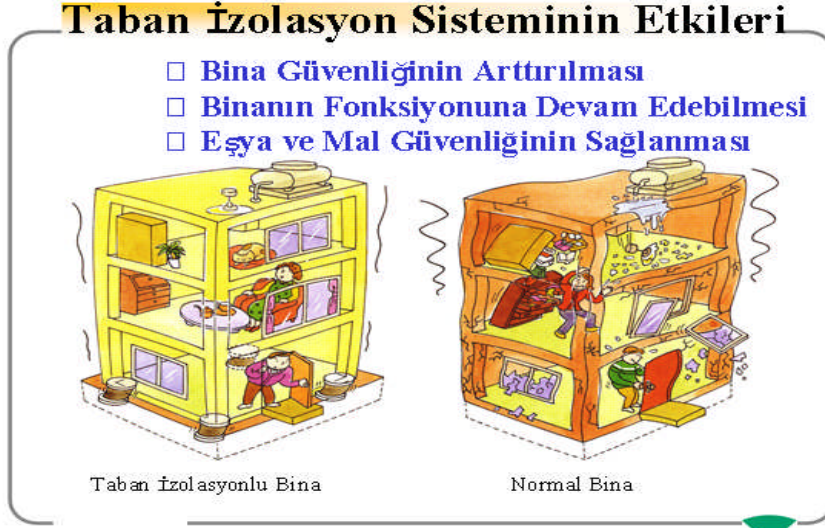 Taban İzolasyon Sisteminin Etkileri
□ Bina Güvenliğinin Arttırılması
□ Binanın Fonksiyonuna Devam Edebilmesi
□ Eşya ve Mal Güvenliğinin Sağlanması
Taban İzolasyonlu Bina
Normal Bina